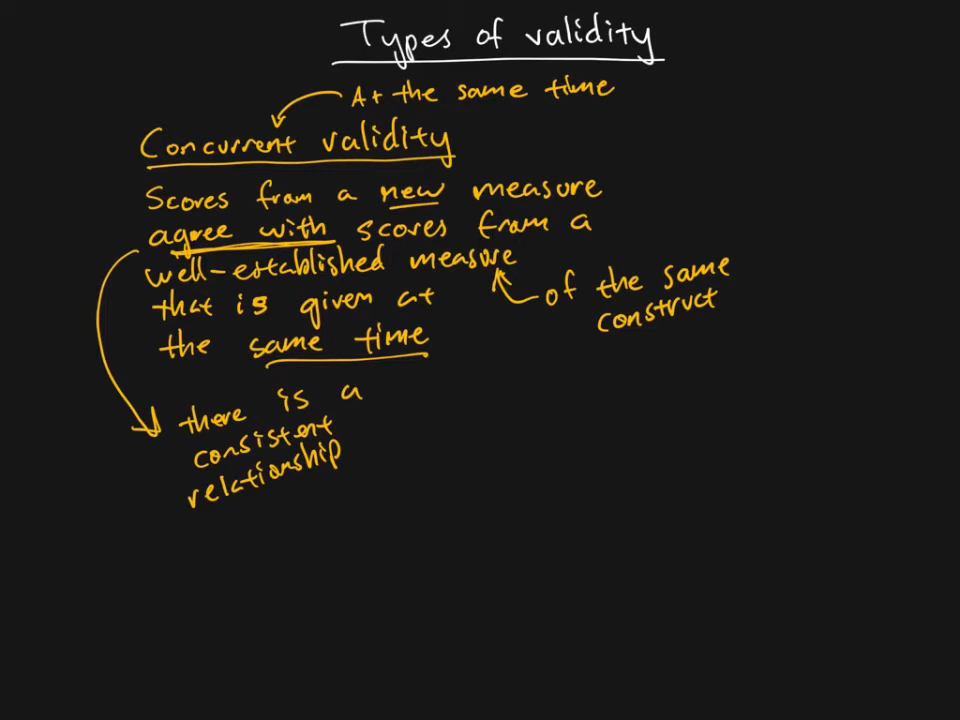 Types of validity
At the same time
Concurrent validity
Scores from a new measure
agree with scores from a
well-established measure
that is given at
the same time
of the same
construct
there is a
consistent
relationship